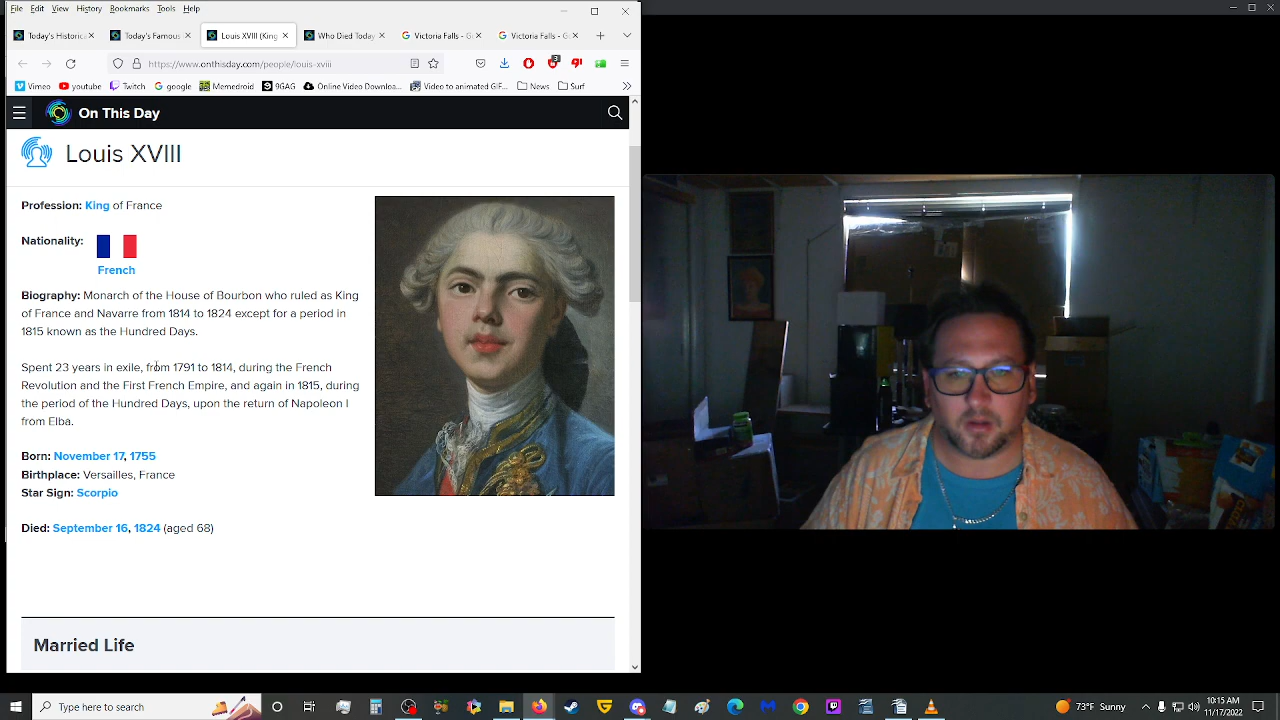 File Edit View History Bookmarks Tools Help
Today's Historica
Today's Famous
Louis XVIII (King
Who Died Today
Victoria Falls - G
Victoria Falls - G
https://www.onthisday.com/people/louis-xviii
3
Vimeo youtube Twitch google Memedroid 9GAG Online Video Downloa... Video to animated GIF... News Surf
On This Day
Louis XVIII
Profession: King of France
Nationality:
French
Biography: Monarch of the House of Bourbon who ruled as King
of France and Navarre from 1814 to 1824 except for a period in
1815 known as the Hundred Days.
Spent 23 years in exile, from 1791 to 1814, during the French
Revolution and the First French Empire, and again in 1815, during
the period of the Hundred Days, upon the return of Napoleon I
from Elba.
Born: November 17, 1755
Birthplace: Versailles, France
Star Sign: Scorpio
Died: September 16, 1824 (aged 68)
Married Life
Type here to search
73°F Sunny
10:15 AM
11/17/2022